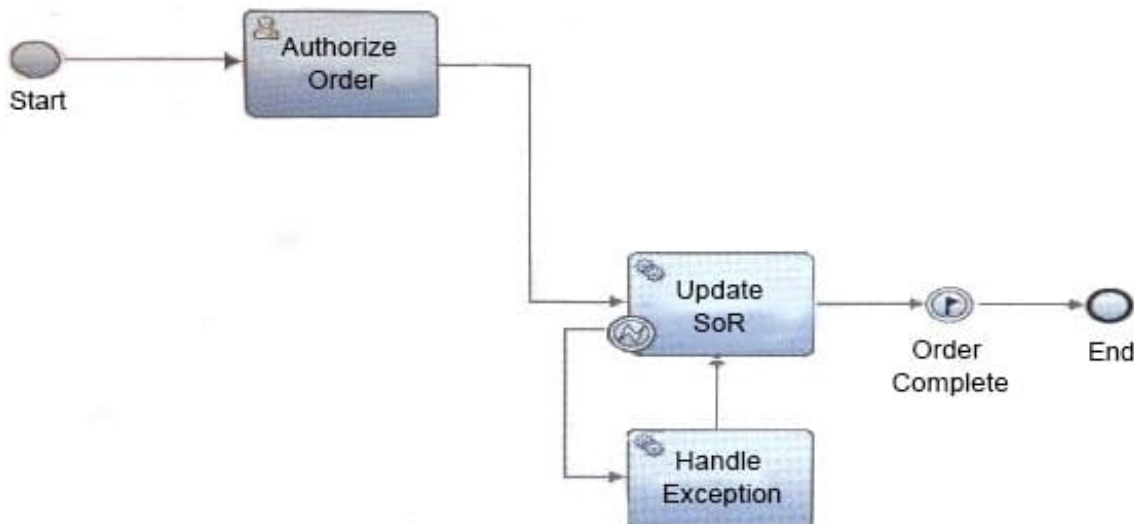 Authorize
Order
Start
Update
SoR
Order
Complete
End
Handle
Exception